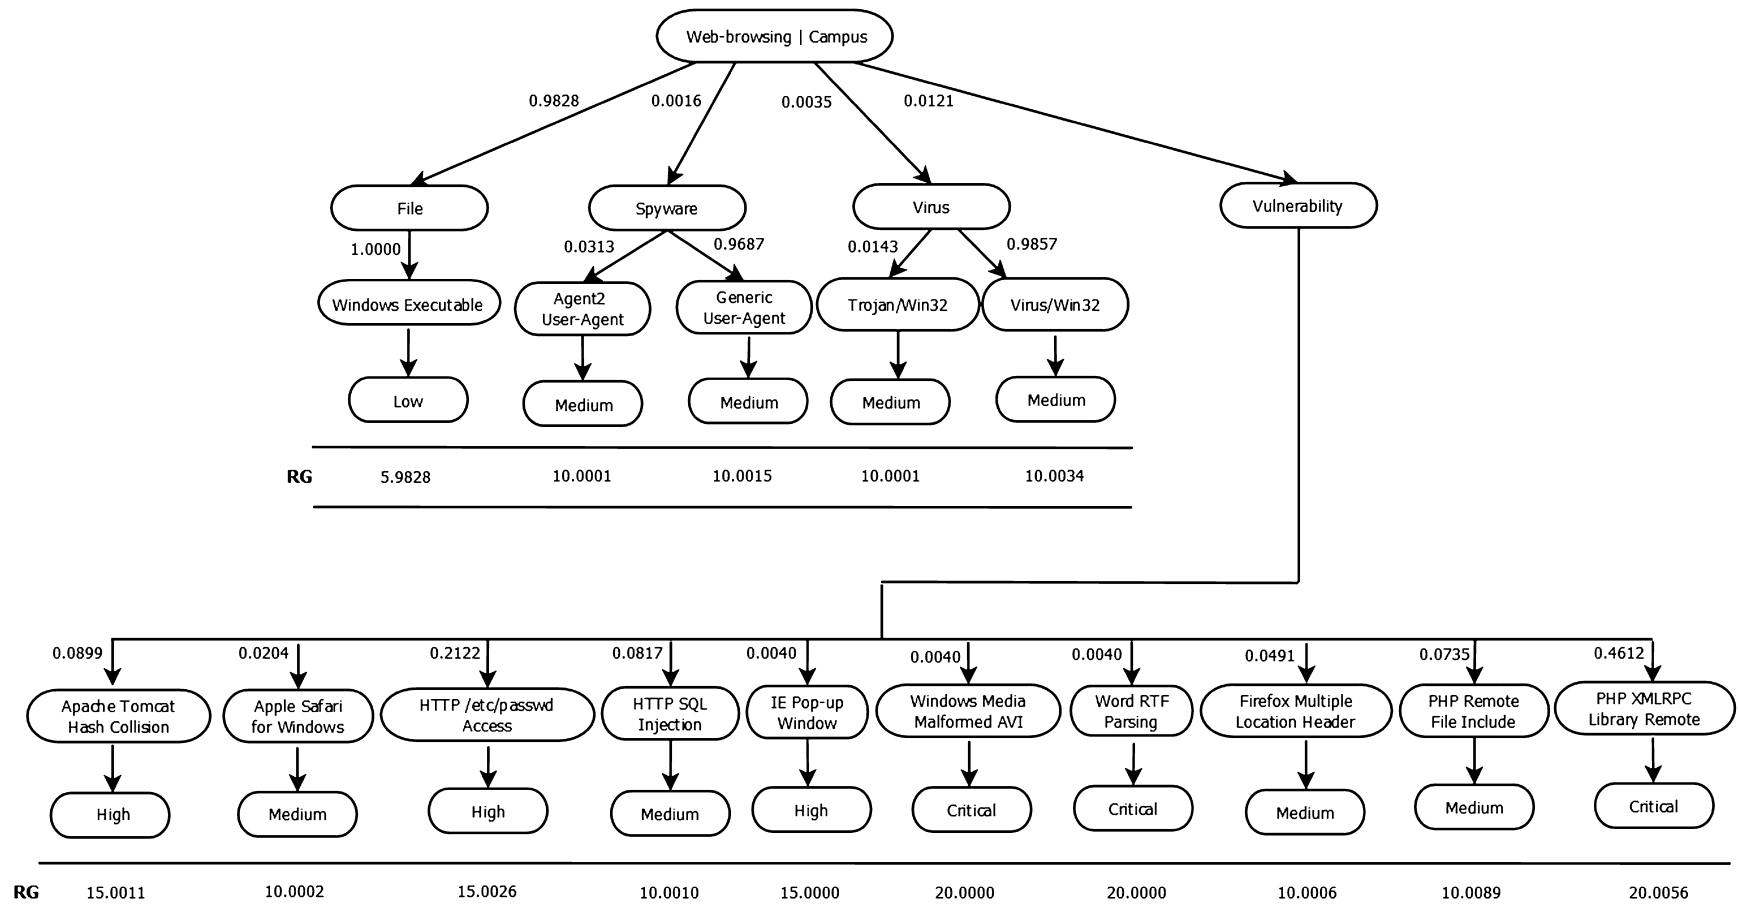 Web-browsing | Campus
0.9828
0.0016
0.0035
0.0121
File
Spyware
Virus
Vulnerability
1.0000
0.0313
0.9687
0.0143
0.9857
Windows Executable
Agent2
User-Agent
Generic
User-Agent
Trojan/Win32
Virus/Win32
Low
Medium
Medium
Medium
Medium
RG
5.9828
10.0001
10.0015
10.0001
10.0034
0.0899
0.0204
0.2122
0.0817
0.0040
0.0040
0.0040
0.0491
0.0735
0.4612
Apache Tomcat
Hash Collision
Apple Safari
for Windows
HTTP /etc/passwd
Access
HTTP SQL
Injection
IE Pop-up
Window
Windows Media
Malformed AVI
Word RTF
Parsing
Firefox Multiple
Location Header
PHP Remote
File Include
PHP XMLRPC
Library Remote
High
Medium
High
Medium
High
Critical
Critical
Medium
Medium
Critical
RG
15.0011
10.0002
15.0026
10.0010
15.0000
20.0000
20.0000
10.0006
10.0089
20.0056